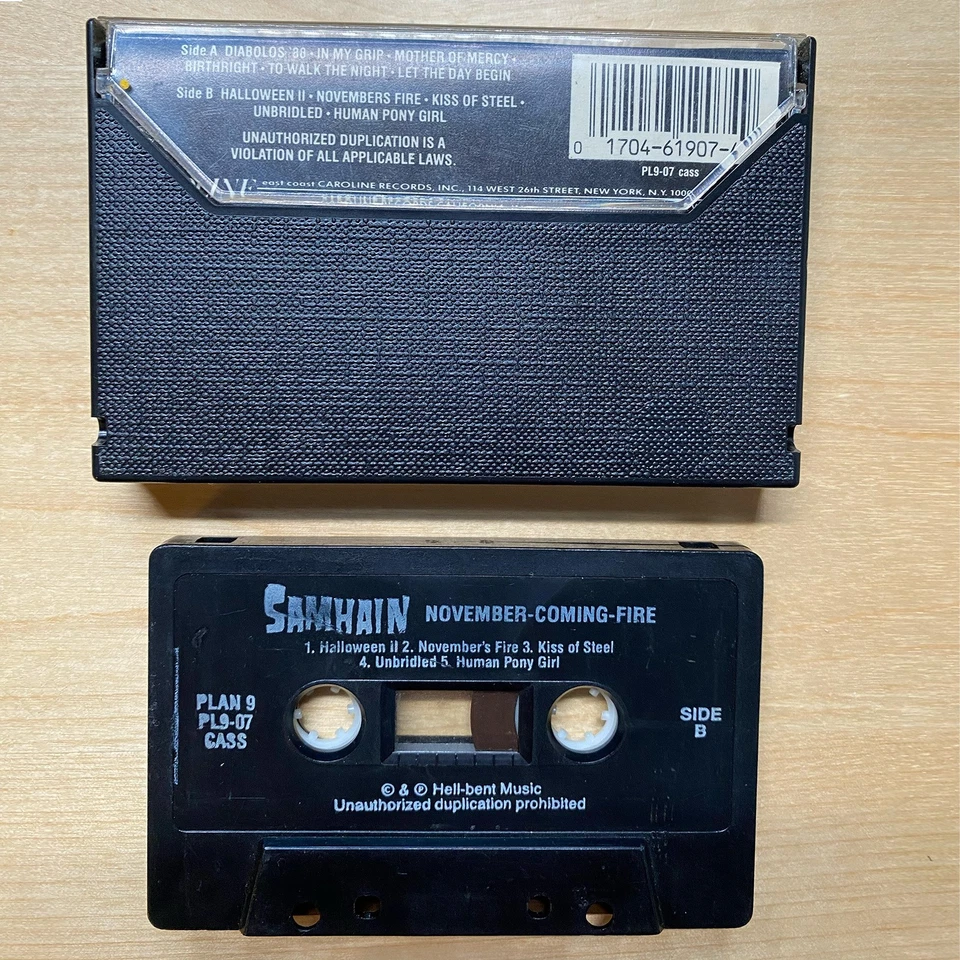 Side A DIABOLOS '88 • IN MY GRIP • MOTHER OF MERCY •
BIRTHRIGHT • TO WALK THE NIGHT • LET THE DAY BEGIN
Side B HALLOWEEN II • NOVEMBERS FIRE • KISS OF STEEL •
UNBRIDLED • HUMAN PONY GIRL
UNAUTHORIZED DUPLICATION IS A
VIOLATION OF ALL APPLICABLE LAWS.
0 1704-61907-4
PL9-07 cass
east coast CAROLINE RECORDS, INC., 114 WEST 26th STREET, NEW YORK, N.Y.
SAMHAIN NOVEMBER-COMING-FIRE
1. Halloween II 2. November's Fire 3. Kiss of Steel
4. Unbridled 5. Human Pony Girl
PLAN 9
PL9-07
CASS
SIDE
B
© & ℗ Hell-bent Music
Unauthorized duplication prohibited